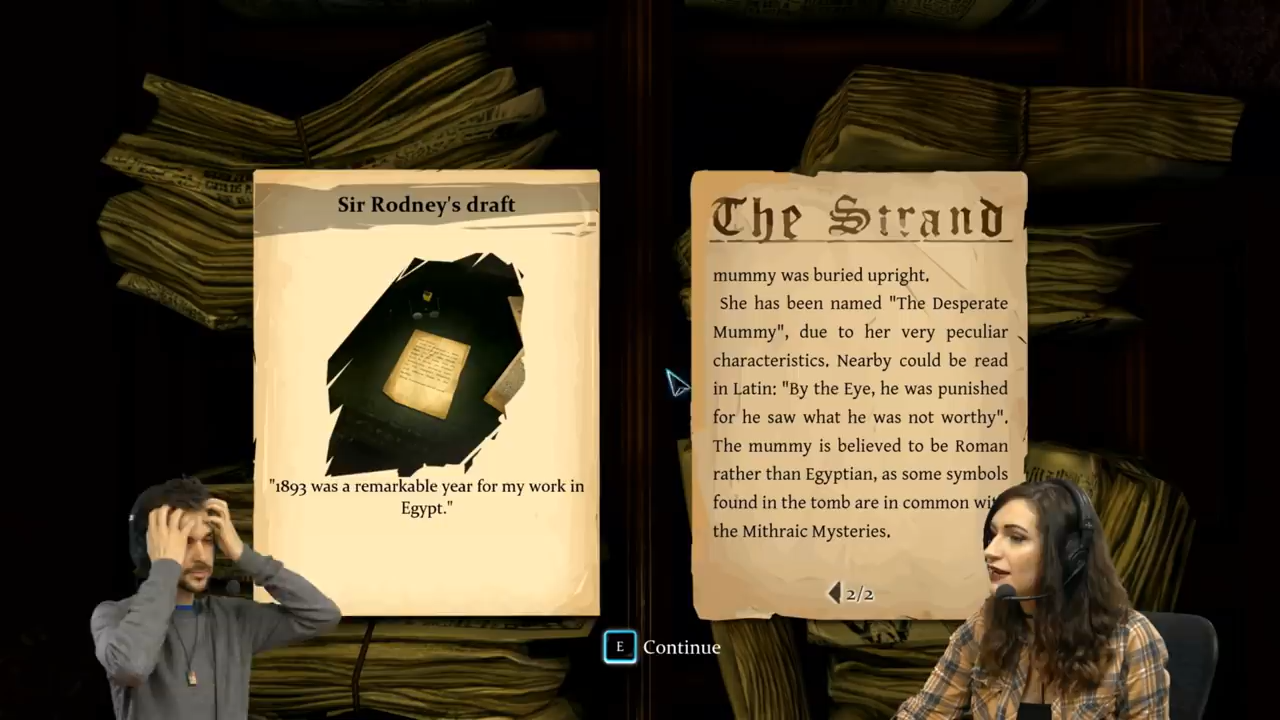 Sir Rodney's draft
"1893 was a remarkable year for my work in
Egypt."
The Strand
mummy was buried upright.
She has been named "The Desperate
Mummy", due to her very peculiar
characteristics. Nearby could be read
in Latin: "By the Eye, he was punished
for he saw what he was not worthy".
The mummy is believed to be Roman
rather than Egyptian, as some symbols
found in the tomb are in common wit
the Mithraic Mysteries.
2/2
E Continue